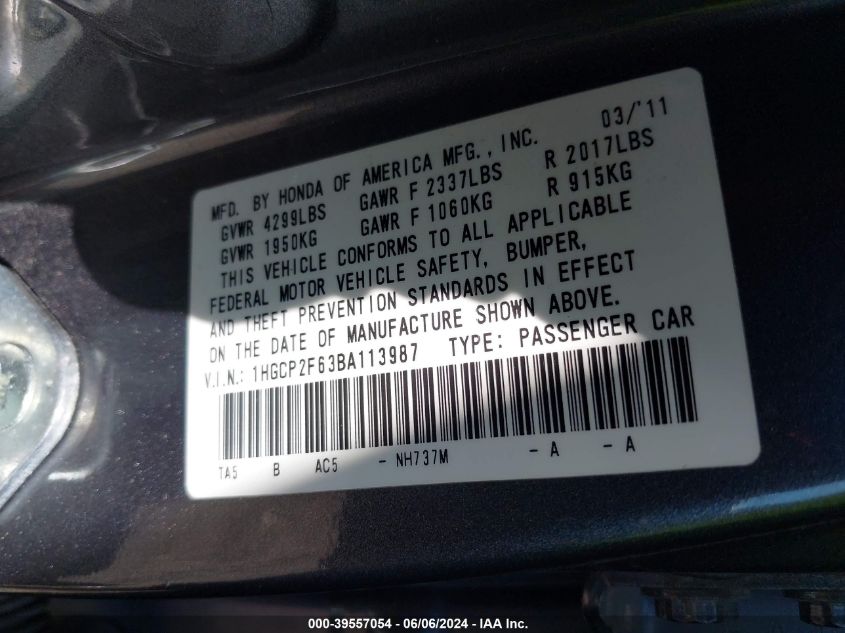 03/'11
MFD. BY HONDA OF AMERICA MFG., INC.
GVWR 4299LBS GAWR F 2337LBS R 2017LBS
GVWR 1950KG GAWR F 1060KG R 915KG
THIS VEHICLE CONFORMS TO ALL APPLICABLE
FEDERAL MOTOR VEHICLE SAFETY, BUMPER,
AND THEFT PREVENTION STANDARDS IN EFFECT
ON THE DATE OF MANUFACTURE SHOWN ABOVE.
V.I.N.: 1HGCP2F63BA113987 TYPE: PASSENGER CAR
TA5 B AC5 - NH737M - A - A
000-39557054 / 06/06/2024 - © IAA Inc.